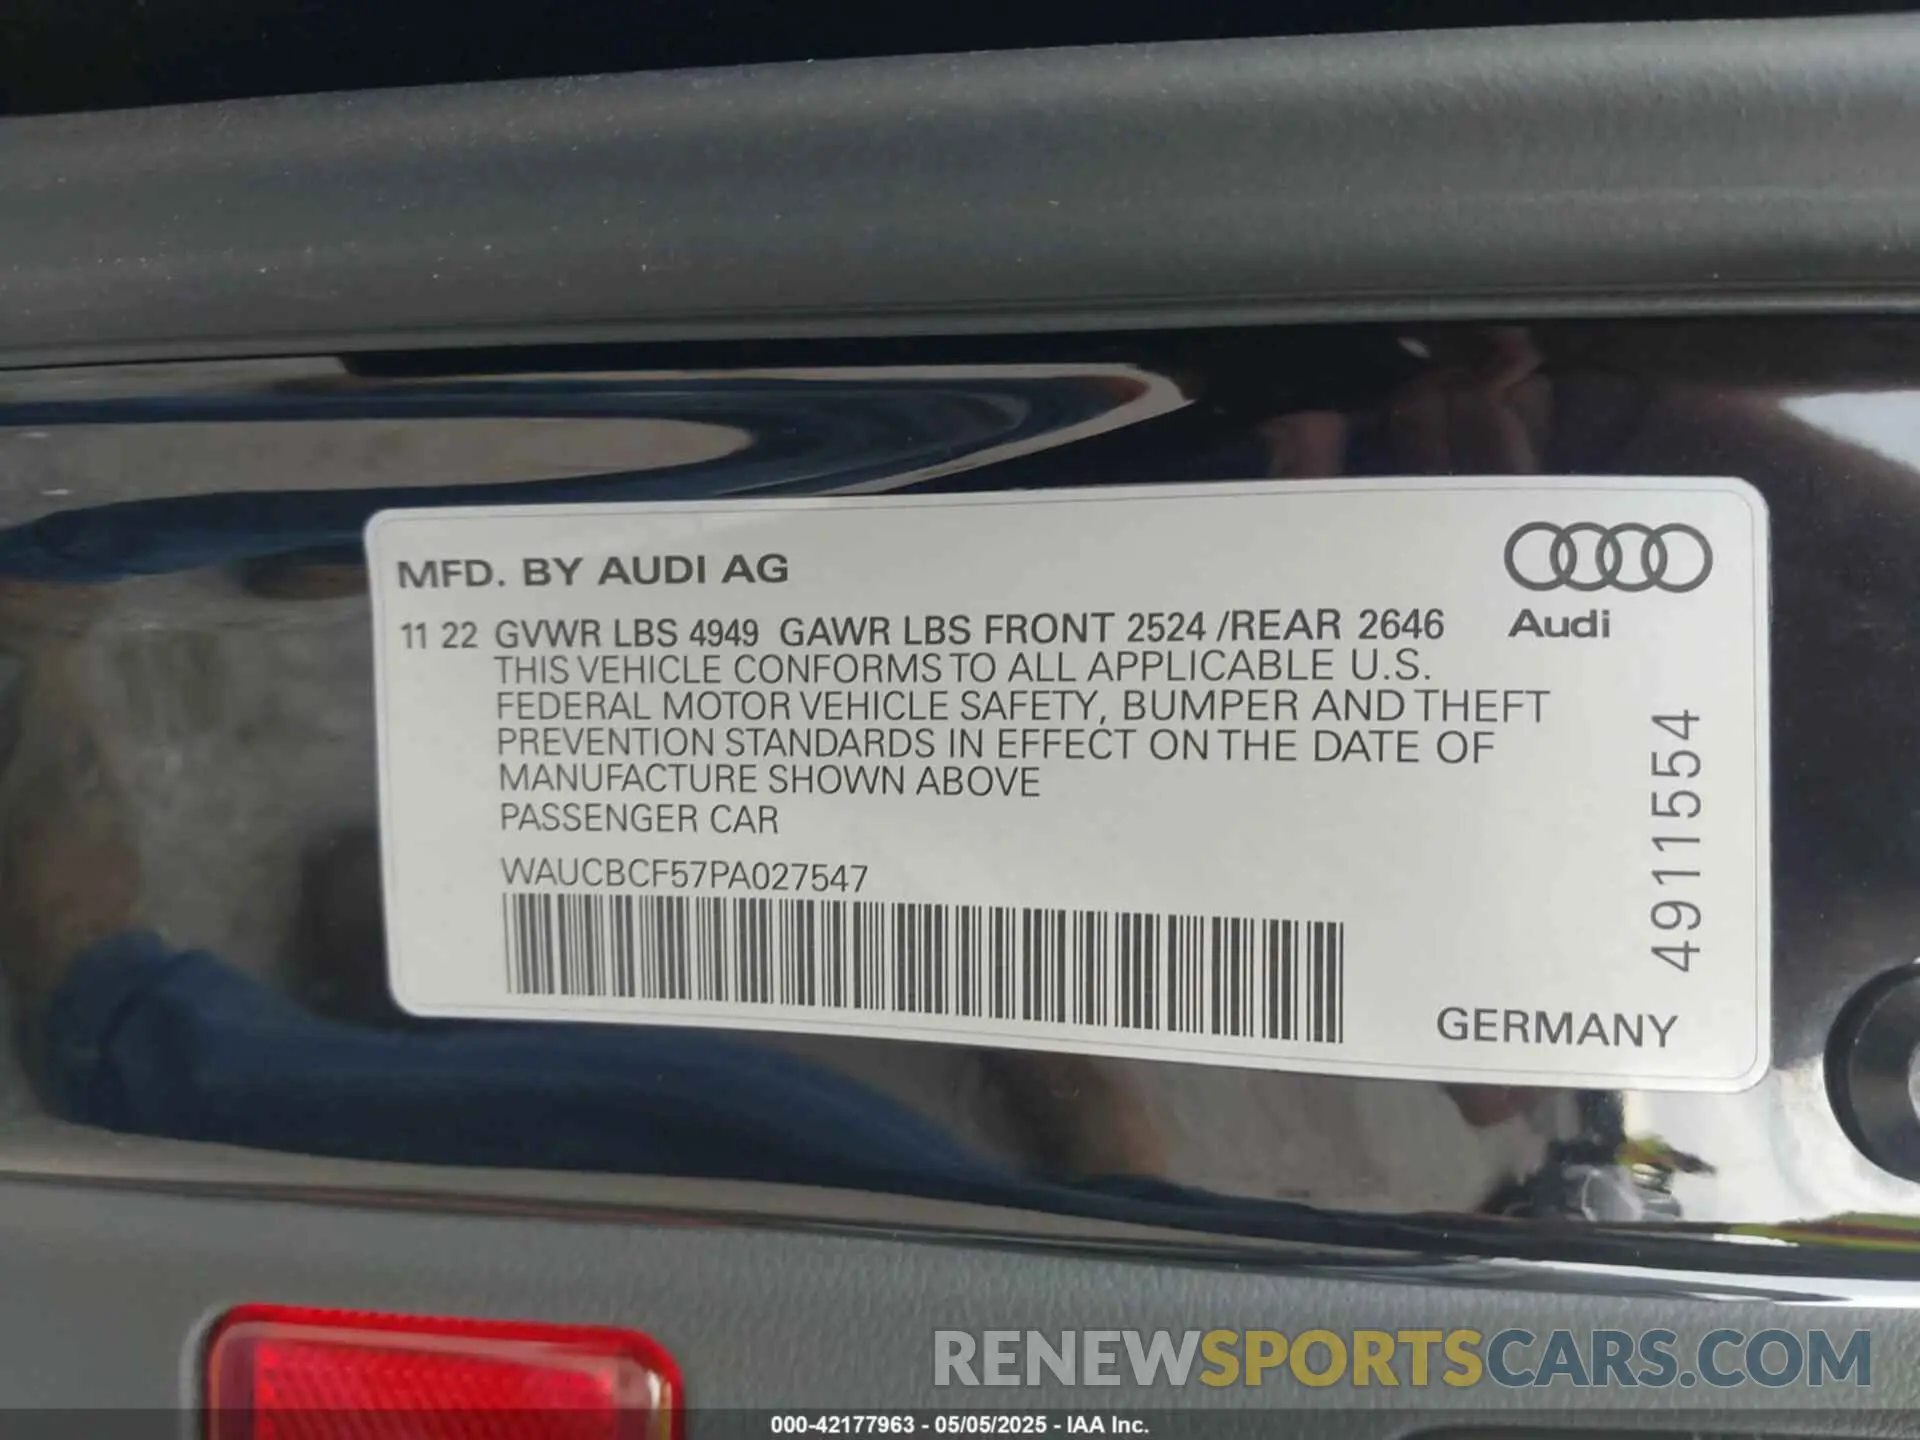 MFD. BY AUDI AG
Audi
11 22 GVWR LBS 4949 GAWR LBS FRONT 2524 /REAR 2646
THIS VEHICLE CONFORMS TO ALL APPLICABLE U.S.
FEDERAL MOTOR VEHICLE SAFETY, BUMPER AND THEFT
PREVENTION STANDARDS IN EFFECT ON THE DATE OF
MANUFACTURE SHOWN ABOVE
PASSENGER CAR
WAUCBCF57PA027547
4911554
GERMANY
RENEWSPORTSCARS.COM
000-42177963 - 05/05/2025 - IAA Inc.